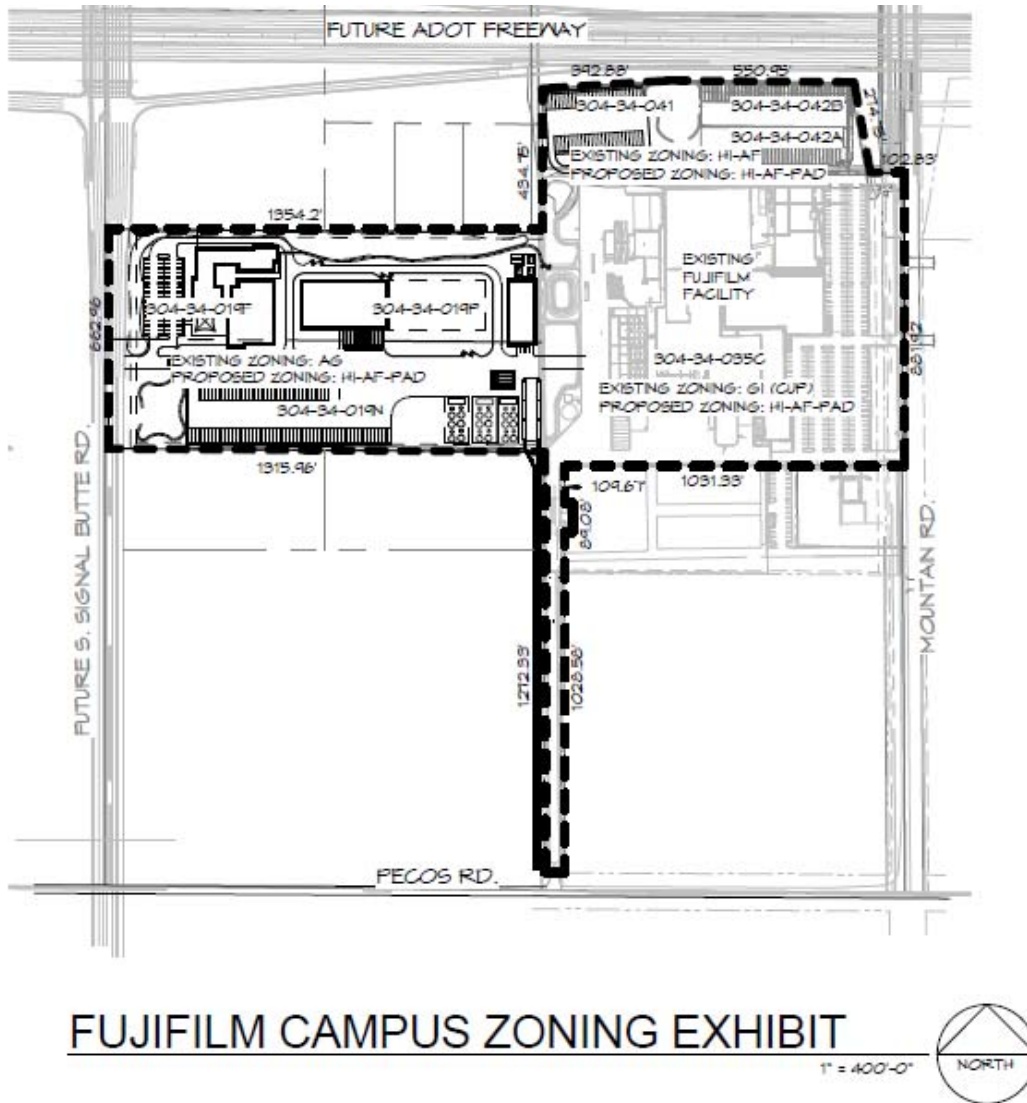 FUTURE ADOT FREEWAY
392.88'
550.95'
304-34-041
304-34-042B
304-34-042A
EXISTING ZONING: HI-AF
PROPOSED ZONING: HI-AF-PAD
102.83'
434.75'
1354.2'
EXISTING
FUJIFILM
FACILITY
304-34-019F
304-34-019P
662.96'
881.92'
304-34-035C
EXISTING ZONING: AG
PROPOSED ZONING: HI-AF-PAD
EXISTING ZONING: GI (CUP)
PROPOSED ZONING: HI-AF-PAD
304-34-019N
1315.96'
109.67'
1031.33'
89.08'
FUTURE S. SIGNAL BUTTE RD.
MOUNTAN RD.
1212.33'
1028.58'
PECOS RD.
FUJIFILM CAMPUS ZONING EXHIBIT
1" = 400'-0"
NORTH